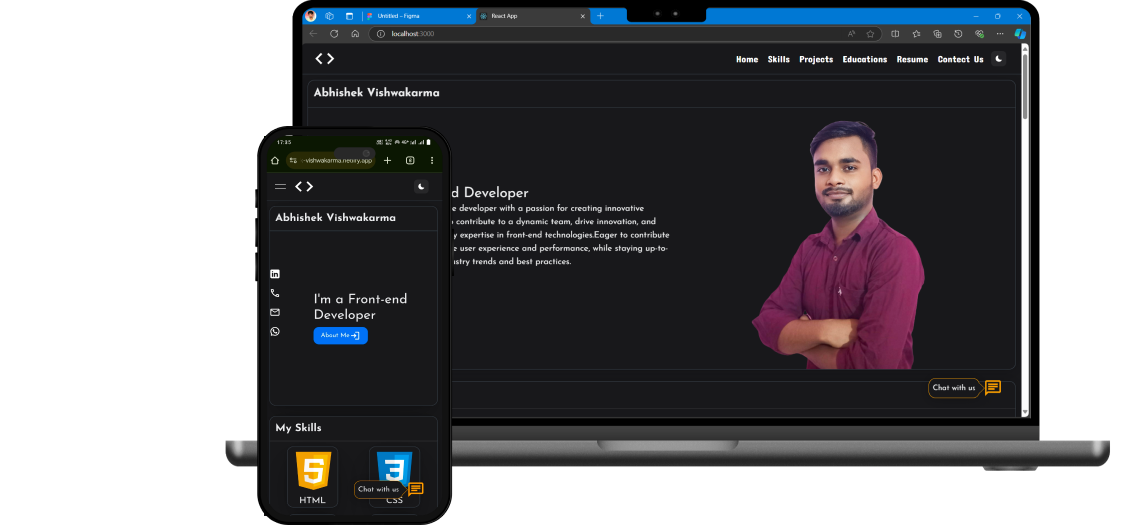 Untitled – Figma
React App
localhost:3000
Home Skills Projects Educations Resume Contect Us
Abhishek Vishwakarma
d Developer
e developer with a passion for creating innovative
contribute to a dynamic team, drive innovation, and
y expertise in front-end technologies.Eager to contribute
e user experience and performance, while staying up-to-
stry trends and best practices.
Chat with us
17:35
-vishwakarma.netlify.app
Abhishek Vishwakarma
I'm a Front-end
Developer
About Me
My Skills
HTML
CSS
Chat with us